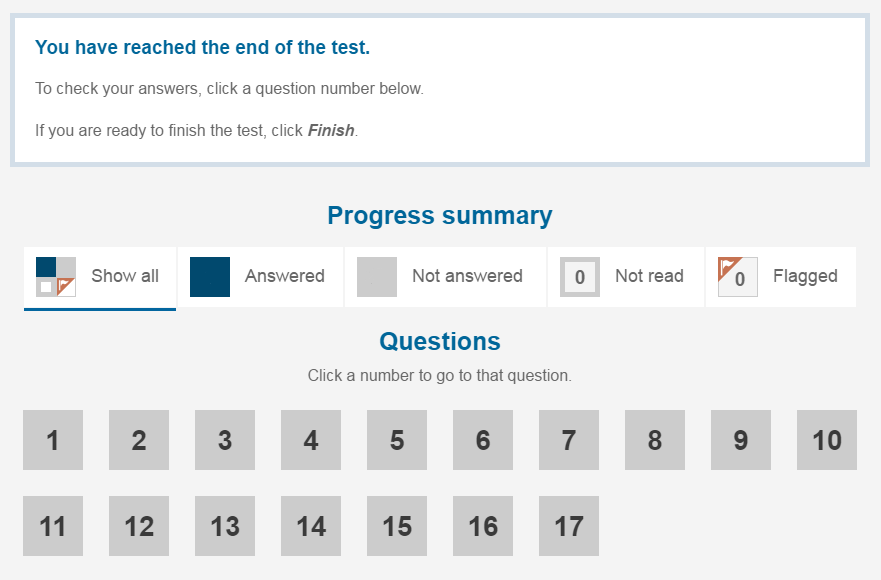 You have reached the end of the test.
To check your answers, click a question number below.
If you are ready to finish the test, click Finish.
Progress summary
Show all Answered Not answered 0 Not read 0 Flagged
Questions
Click a number to go to that question.
1 2 3 4 5 6 7 8 9 10
11 12 13 14 15 16 17